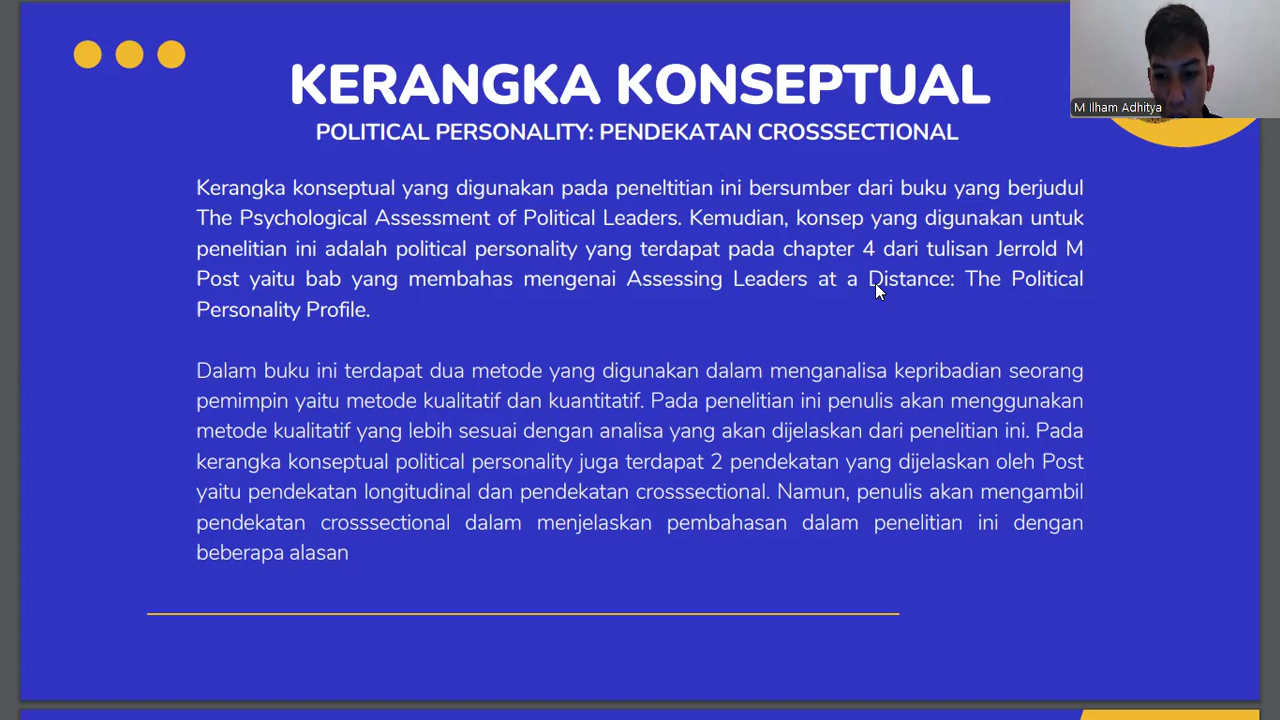 KERANGKA KONSEPTUAL
M Ilham Adhitya
POLITICAL PERSONALITY: PENDEKATAN CROSSSECTIONAL
Kerangka konseptual yang digunakan pada peneltitian ini bersumber dari buku yang berjudul
The Psychological Assessment of Political Leaders. Kemudian, konsep yang digunakan untuk
penelitian ini adalah political personality yang terdapat pada chapter 4 dari tulisan Jerrold M
Post yaitu bab yang membahas mengenai Assessing Leaders at a Distance: The Political
Personality Profile.
Dalam buku ini terdapat dua metode yang digunakan dalam menganalisa kepribadian seorang
pemimpin yaitu metode kualitatif dan kuantitatif. Pada penelitian ini penulis akan menggunakan
metode kualitatif yang lebih sesuai dengan analisa yang akan dijelaskan dari penelitian ini. Pada
kerangka konseptual political personality juga terdapat 2 pendekatan yang dijelaskan oleh Post
yaitu pendekatan longitudinal dan pendekatan crosssectional. Namun, penulis akan mengambil
pendekatan crosssectional dalam menjelaskan pembahasan dalam penelitian ini dengan
beberapa alasan